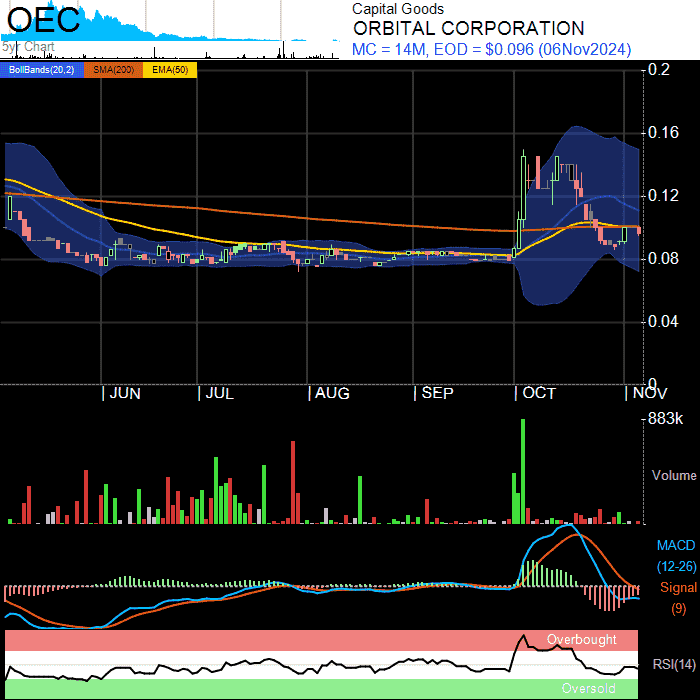 OEC
5yr Chart
Capital Goods
ORBITAL CORPORATION
MC = 14M, EOD = $0.096 (06Nov2024)
BollBands(20,2) SMA(200) EMA(50)
0.2
0.16
0.12
0.08
0.04
0
| JUN | JUL | AUG | SEP | OCT | NOV
883k
Volume
MACD
(12-26)
Signal
(9)
Overbought
RSI(14)
Oversold